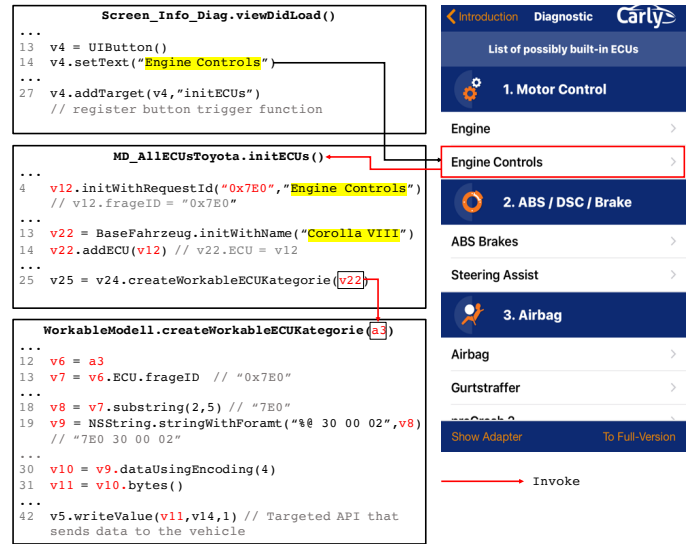 Screen_Info_Diag.viewDidLoad()
...
13 v4 = UIButton()
14 v4.setText("Engine Controls")
...
27 v4.addTarget(v4,"initECUs")
// register button trigger function
MD_AllECUsToyota.initECUs()
...
4 v12.initWithRequestId("0x7E0","Engine Controls")
// v12.frageID = "0x7E0"
...
13 v22 = BaseFahrzeug.initWithName("Corolla VIII")
14 v22.addECU(v12) // v22.ECU = v12
...
25 v25 = v24.createWorkableECUKategorie(v22)
WorkableModell.createWorkableECUKategorie(a3)
...
12 v6 = a3
13 v7 = v6.ECU.frageID // "0x7E0"
...
18 v8 = v7.substring(2,5) // "7E0"
19 v9 = NSString.stringWithForamt("%@ 30 00 02",v8)
// "7E0 30 00 02"
...
30 v10 = v9.dataUsingEncoding(4)
31 v11 = v10.bytes()
...
42 v5.writeValue(v11,v14,1) // Targeted API that
sends data to the vehicle
Introduction Diagnostic Carly
List of possibly built-in ECUs
1. Motor Control
Engine
Engine Controls
2. ABS / DSC / Brake
ABS Brakes
Steering Assist
3. Airbag
Airbag
Gurtstraffer
Show Adapter To Full-Version
Invoke